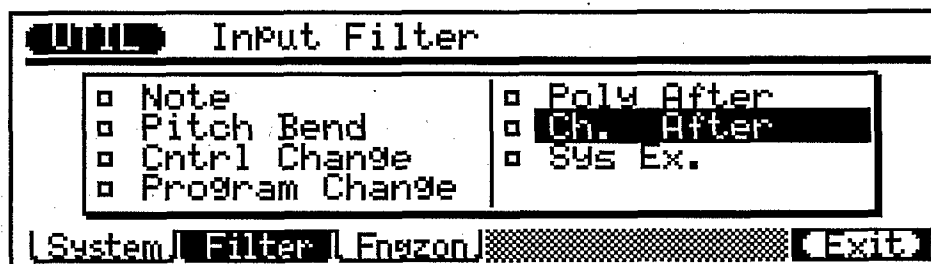 UTIL Input Filter
Note
Pitch Bend
Cntrl Change
Program Change
Poly After
Ch. After
Sys Ex.
System Filter Fngzon Exit